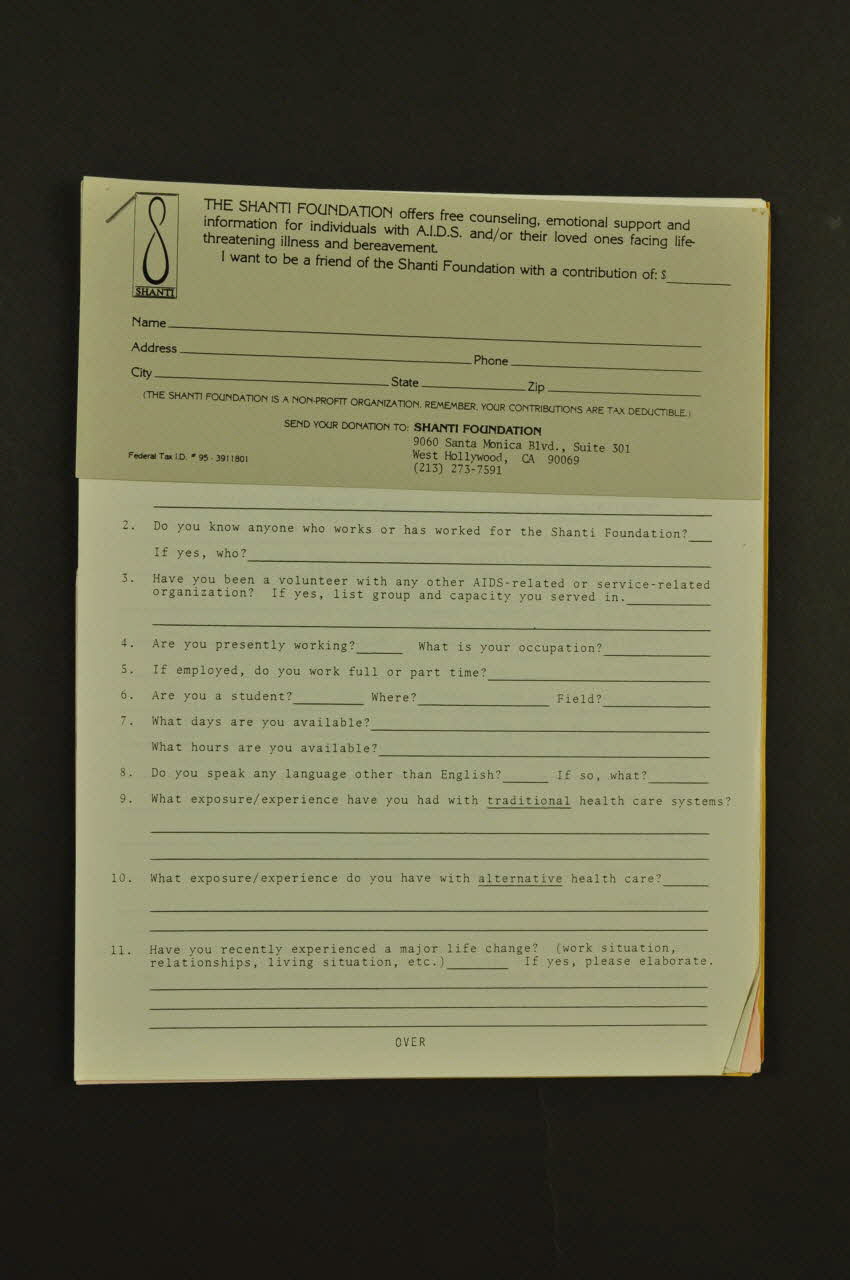 SHANTI
THE SHANTI FOUNDATION offers free counseling, emotional support and
information for individuals with A.I.D.S. and/or their loved ones facing life-
threatening illness and bereavement.
I want to be a friend of the Shanti Foundation with a contribution of: $
Name
Address Phone
City State Zip
(THE SHANTI FOUNDATION IS A NON-PROFIT ORGANIZATION. REMEMBER, YOUR CONTRIBUTIONS ARE TAX DEDUCTIBLE.)
SEND YOUR DONATION TO: SHANTI FOUNDATION
9060 Santa Monica Blvd., Suite 301
West Hollywood, CA 90069
(213) 273-7591
Federal Tax I.D. # 95-3911801
2. Do you know anyone who works or has worked for the Shanti Foundation?
If yes, who?
3. Have you been a volunteer with any other AIDS-related or service-related
organization? If yes, list group and capacity you served in.
4. Are you presently working? What is your occupation?
5. If employed, do you work full or part time?
6. Are you a student? Where? Field?
7. What days are you available?
What hours are you available?
8. Do you speak any language other than English? If so, what?
9. What exposure/experience have you had with traditional health care systems?
10. What exposure/experience do you have with alternative health care?
11. Have you recently experienced a major life change? (work situation,
relationships, living situation, etc.) If yes, please elaborate.
OVER